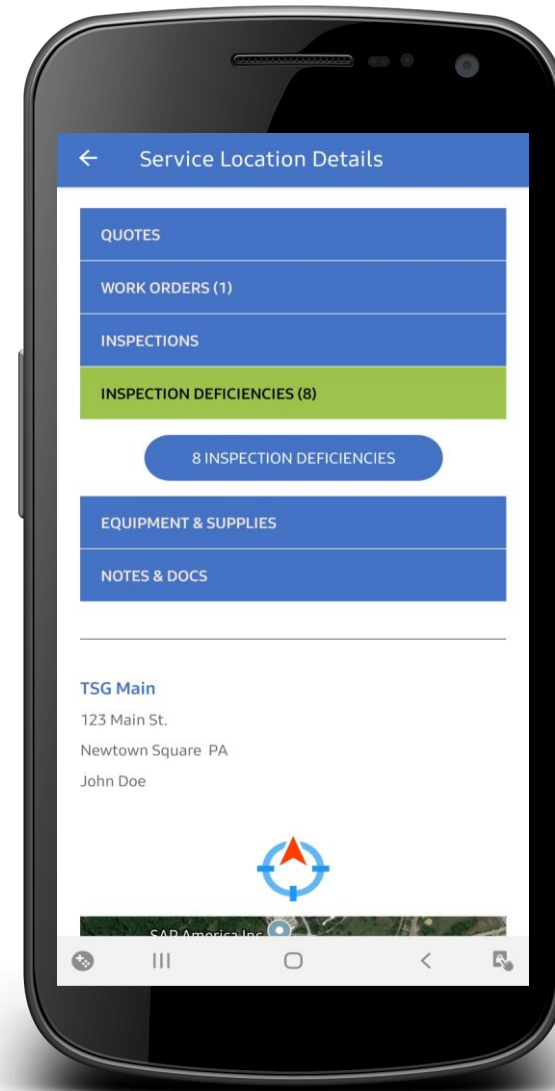 Service Location Details
QUOTES
WORK ORDERS (1)
INSPECTIONS
INSPECTION DEFICIENCIES (8)
8 INSPECTION DEFICIENCIES
EQUIPMENT & SUPPLIES
NOTES & DOCS
TSG Main
123 Main St.
Newtown Square  PA
John Doe
SAP America Inc